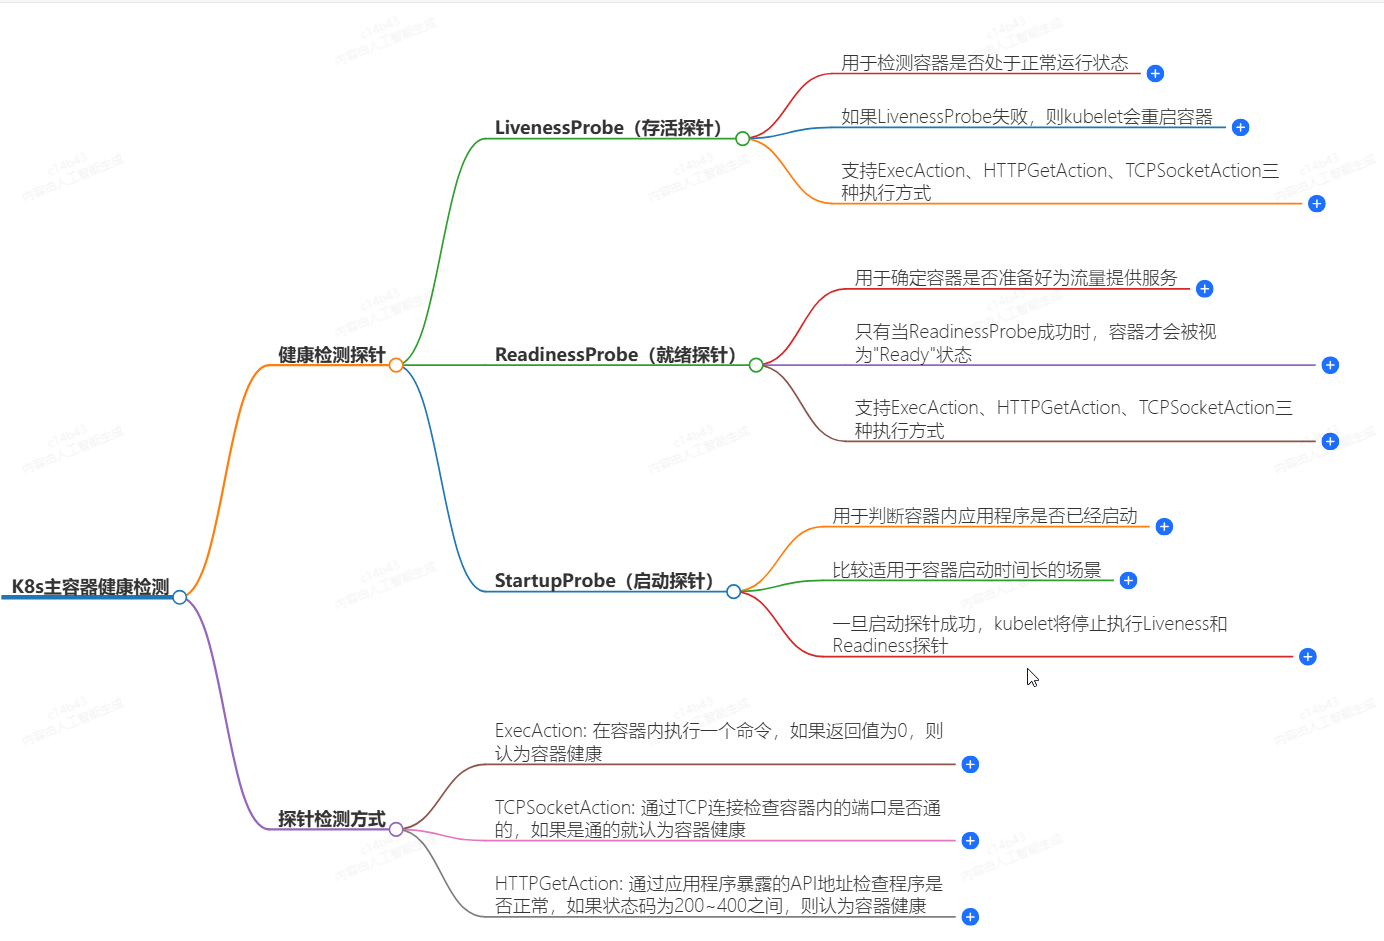 用于检测容器是否处于正常运行状态
LivenessProbe（存活探针）
如果LivenessProbe失败，则kubelet会重启容器
支持ExecAction、HTTPGetAction、TCPSocketAction三
种执行方式
用于确定容器是否准备好为流量提供服务
健康检测探针
ReadinessProbe（就绪探针）
只有当ReadinessProbe成功时，容器才会被视
为"Ready"状态
支持ExecAction、HTTPGetAction、TCPSocketAction三
种执行方式
用于判断容器内应用程序是否已经启动
K8s主容器健康检测
StartupProbe（启动探针）
比较适用于容器启动时间长的场景
一旦启动探针成功，kubelet将停止执行Liveness和
Readiness探针
ExecAction: 在容器内执行一个命令，如果返回值为0，则
认为容器健康
探针检测方式
TCPSocketAction: 通过TCP连接检查容器内的端口是否通
的，如果是通的就认为容器健康
HTTPGetAction: 通过应用程序暴露的API地址检查程序是
否正常，如果状态码为200~400之间，则认为容器健康
c14b43
内容由人工智能生成